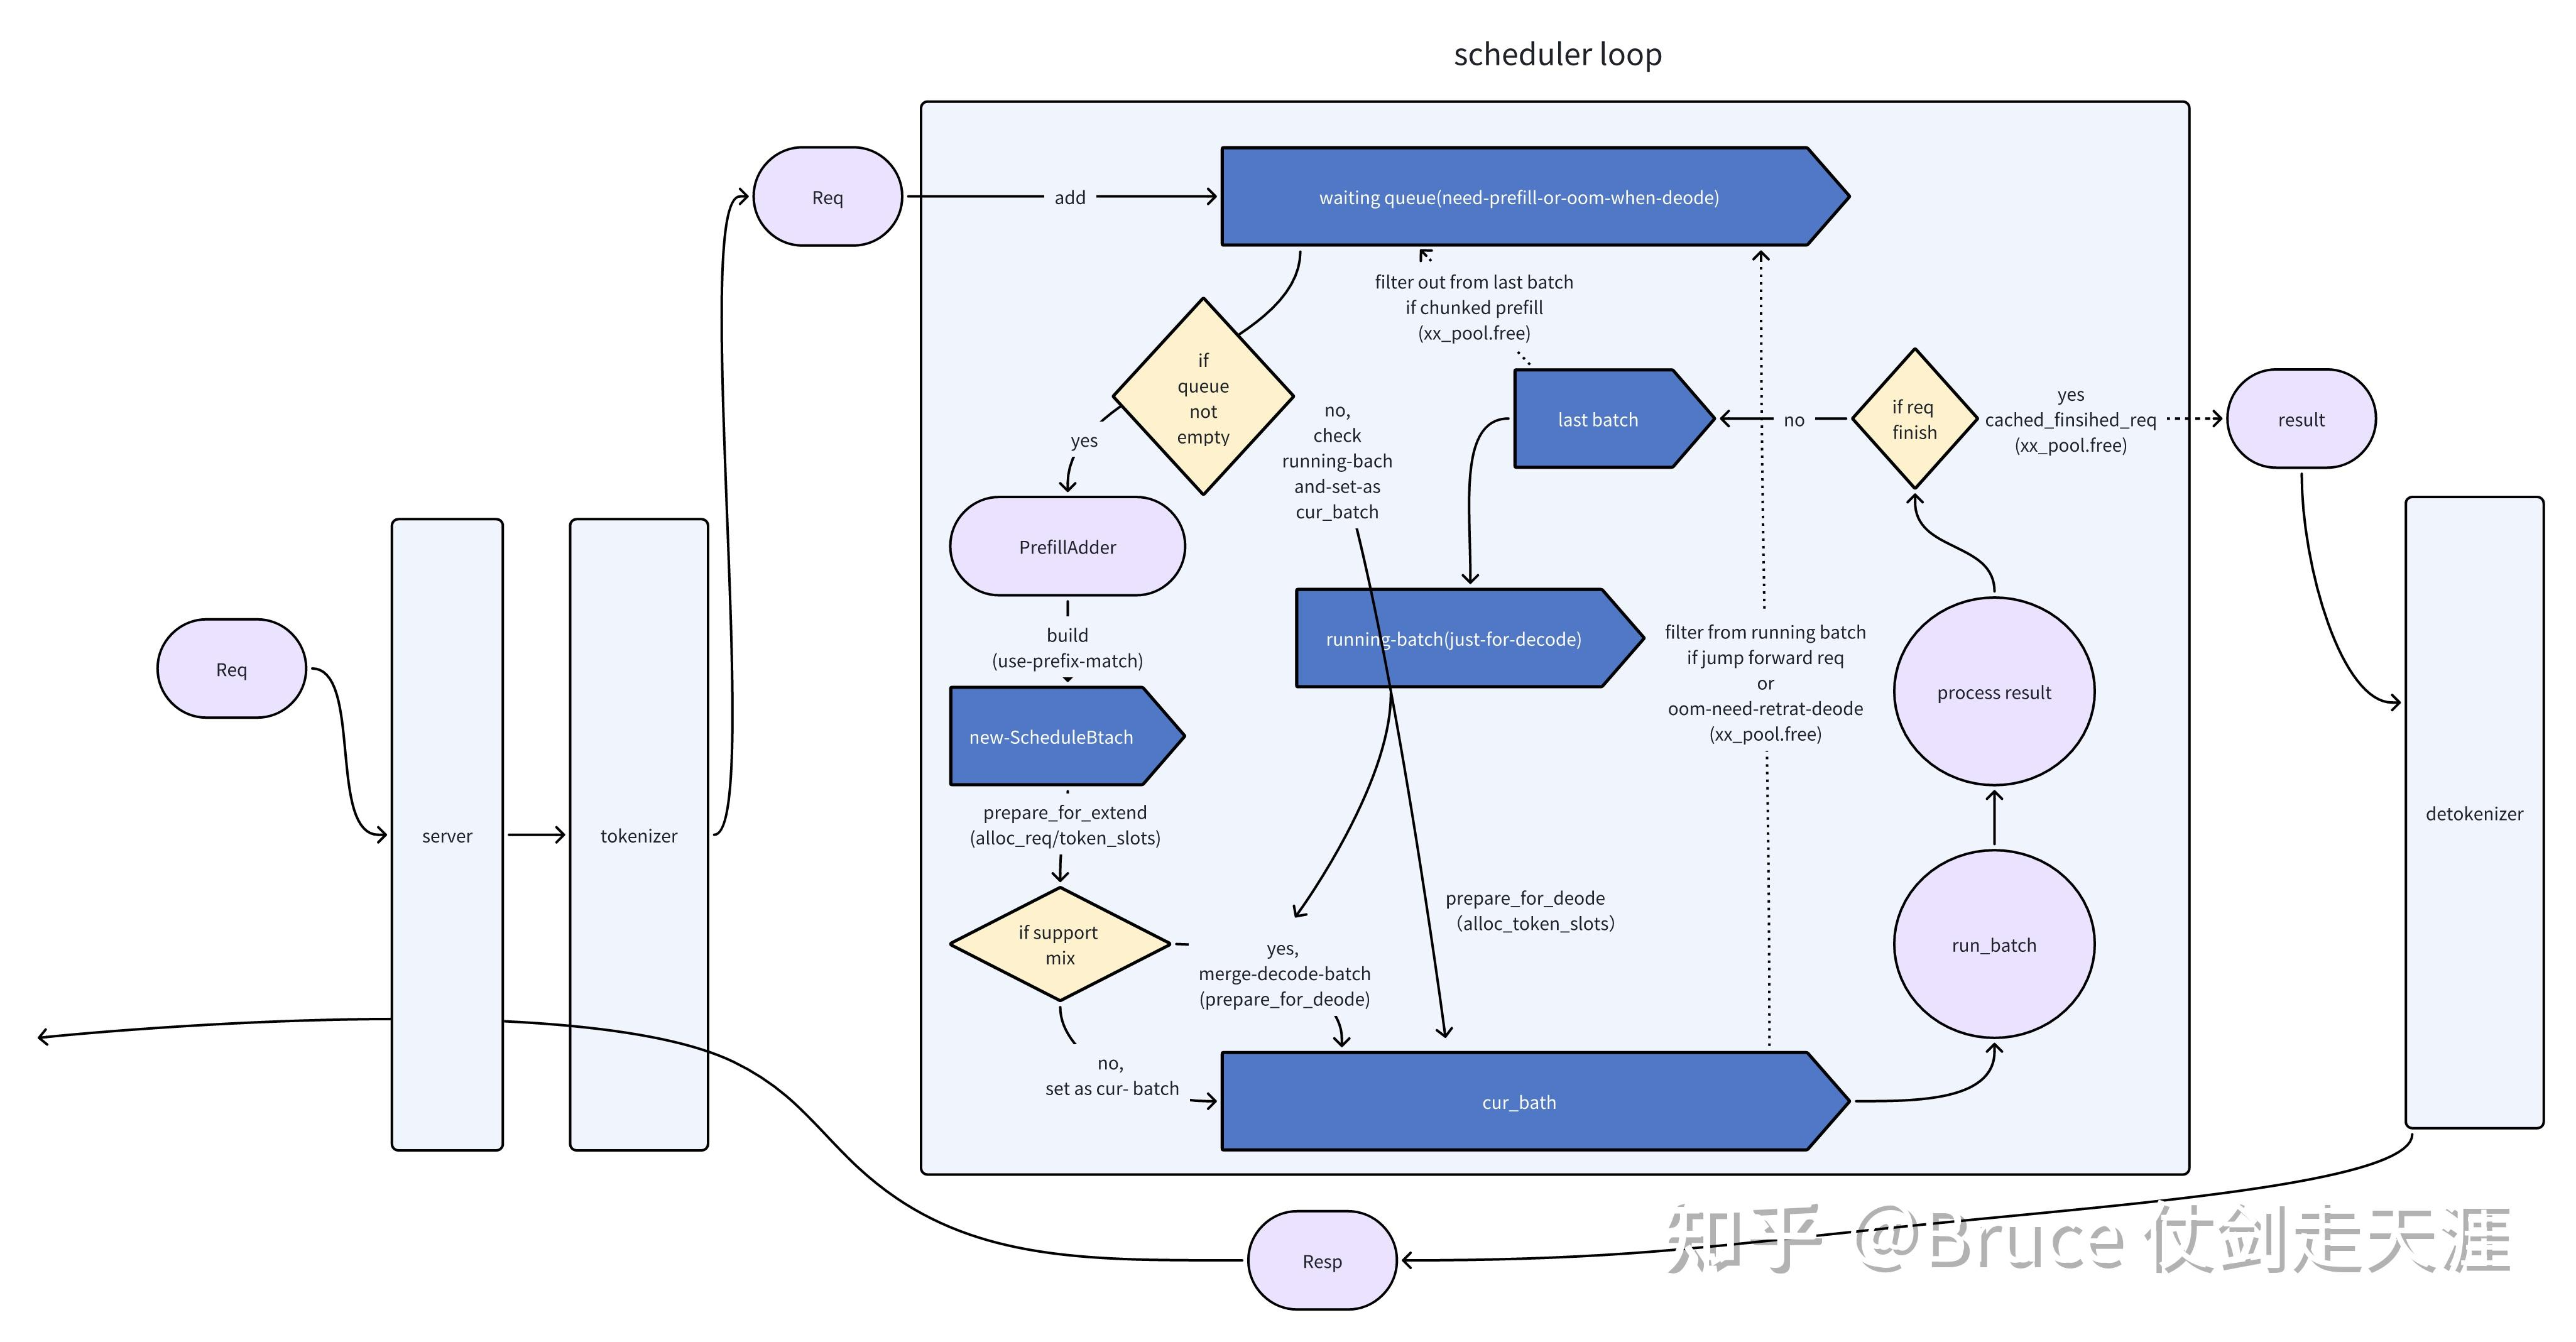 scheduler loop
Req
add
waiting queue(need-prefill-or-oom-when-deode)
filter out from last batch
if chunked prefill
(xx_pool.free)
if
queue
not
empty
yes
no,
check
running-bach
and-set-as
cur_batch
last batch
no
if req
finish
yes
cached_finsihed_req
(xx_pool.free)
result
PrefillAdder
build
(use-prefix-match)
running-batch(just-for-decode)
filter from running batch
if jump forward req
or
oom-need-retrat-deode
(xx_pool.free)
process result
Req
server
tokenizer
new-ScheduleBtach
prepare_for_extend
(alloc_req/token_slots)
detokenizer
if support
mix
prepare_for_deode
（alloc_token_slots）
yes,
merge-decode-batch
(prepare_for_deode)
run_batch
no,
set as cur- batch
cur_bath
Resp
知乎 @Bruce 仗剑走天涯